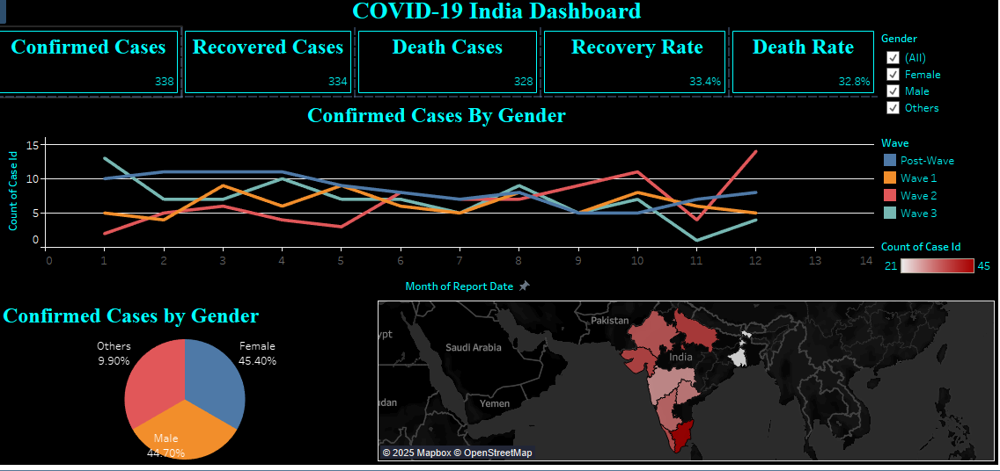 COVID-19 India Dashboard
Confirmed Cases
338
Recovered Cases
334
Death Cases
328
Recovery Rate
33.4%
Death Rate
32.8%
Gender
(All)
Female
Male
Others
Confirmed Cases By Gender
Count of Case Id
15
10
5
0
0 1 2 3 4 5 6 7 8 9 10 11 12 13 14
Month of Report Date
Wave
Post-Wave
Wave 1
Wave 2
Wave 3
Count of Case Id
21 45
Confirmed Cases by Gender
Others
9.90%
Female
45.40%
Male
44.70%
Pakistan
ypt
Saudi Arabia
India
dan
Yemen
© 2025 Mapbox © OpenStreetMap